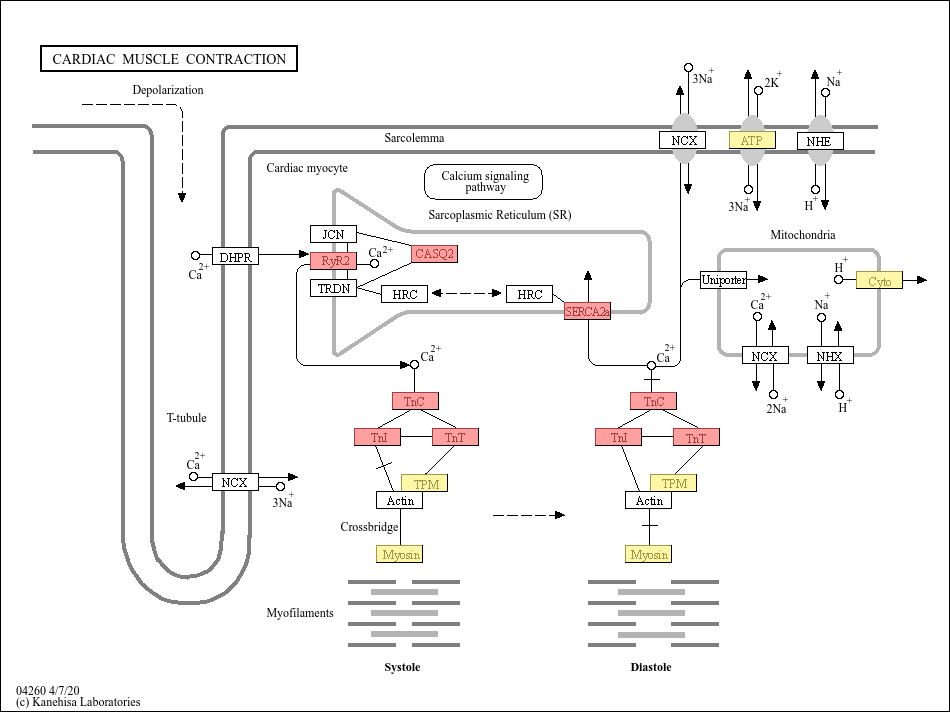 CARDIAC MUSCLE CONTRACTION
Depolarization
Sarcolemma
3Na+
2K+
Na+
NCX
ATP
NHE
3Na+
H+
Cardiac myocyte
Calcium signaling
pathway
Sarcoplasmic Reticulum (SR)
Mitochondria
JCN
CASQ2
DHPR
RyR2
Ca2+
Ca2+
TRDN
HRC
HRC
SERCA2a
Uniporter
H+
Cyto
Ca2+
Na+
NCX
NHX
2Na+
H+
Ca2+
Ca2+
TnC
TnC
TnI
TnT
TnI
TnT
T-tubule
Ca2+
NCX
3Na+
TPM
Actin
TPM
Actin
Crossbridge
Myosin
Myosin
Myofilaments
Systole
Diastole
04260 4/7/20
(c) Kanehisa Laboratories